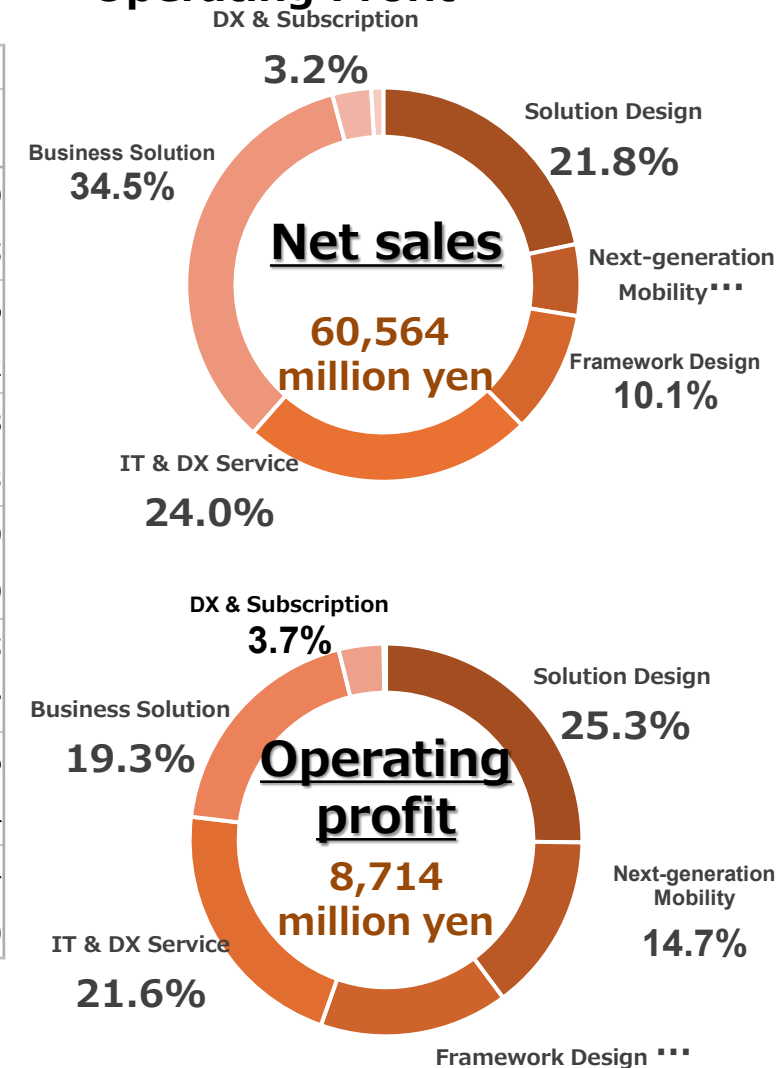 Operating Profit
DX & Subscription
3.2%
Solution Design
21.8%
Business Solution
34.5%
Net sales
Next-generation
Mobility…
60,564
million yen
Framework Design
10.1%
IT & DX Service
24.0%
DX & Subscription
3.7%
Solution Design
25.3%
Business Solution
19.3%
Operating
profit
8,714
million yen
Next-generation
Mobility
14.7%
IT & DX Service
21.6%
Framework Design …